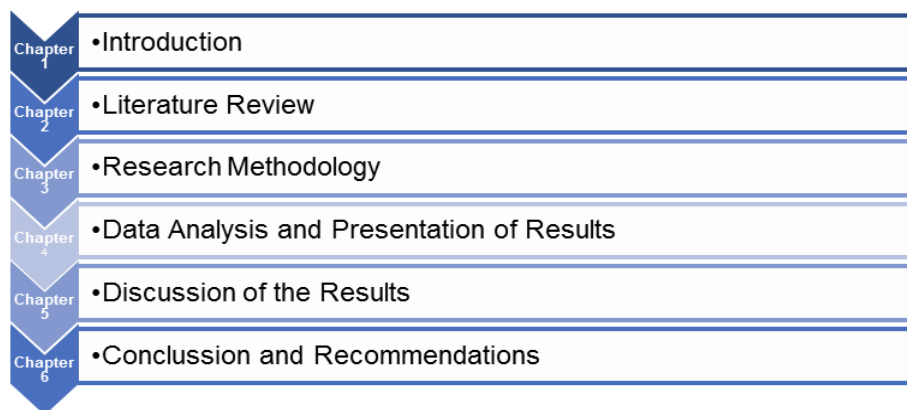 Chapter
1
•Introduction
Chapter
2
•Literature Review
Chapter
3
•Research Methodology
Chapter
4
•Data Analysis and Presentation of Results
Chapter
5
•Discussion of the Results
Chapter
6
•Conclussion and Recommendations